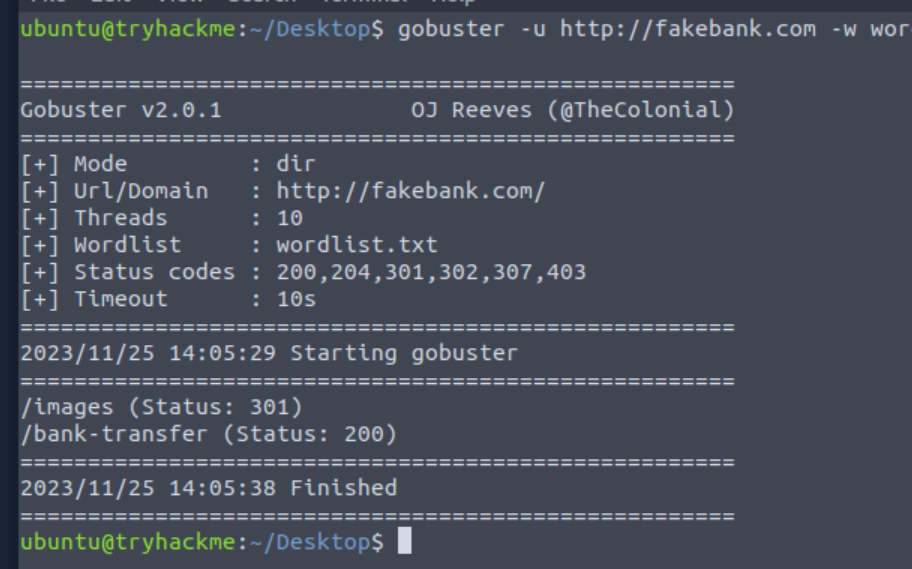 ubuntu@tryhackme:~/Desktop$ gobuster -u http://fakebank.com -w
=====================================================
Gobuster v2.0.1              OJ Reeves (@TheColonial)
=====================================================
[+] Mode         : dir
[+] Url/Domain   : http://fakebank.com/
[+] Threads      : 10
[+] Wordlist     : wordlist.txt
[+] Status codes : 200,204,301,302,307,403
[+] Timeout      : 10s
=====================================================
2023/11/25 14:05:29 Starting gobuster
=====================================================
/images (Status: 301)
/bank-transfer (Status: 200)
=====================================================
2023/11/25 14:05:38 Finished
=====================================================
ubuntu@tryhackme:~/Desktop$